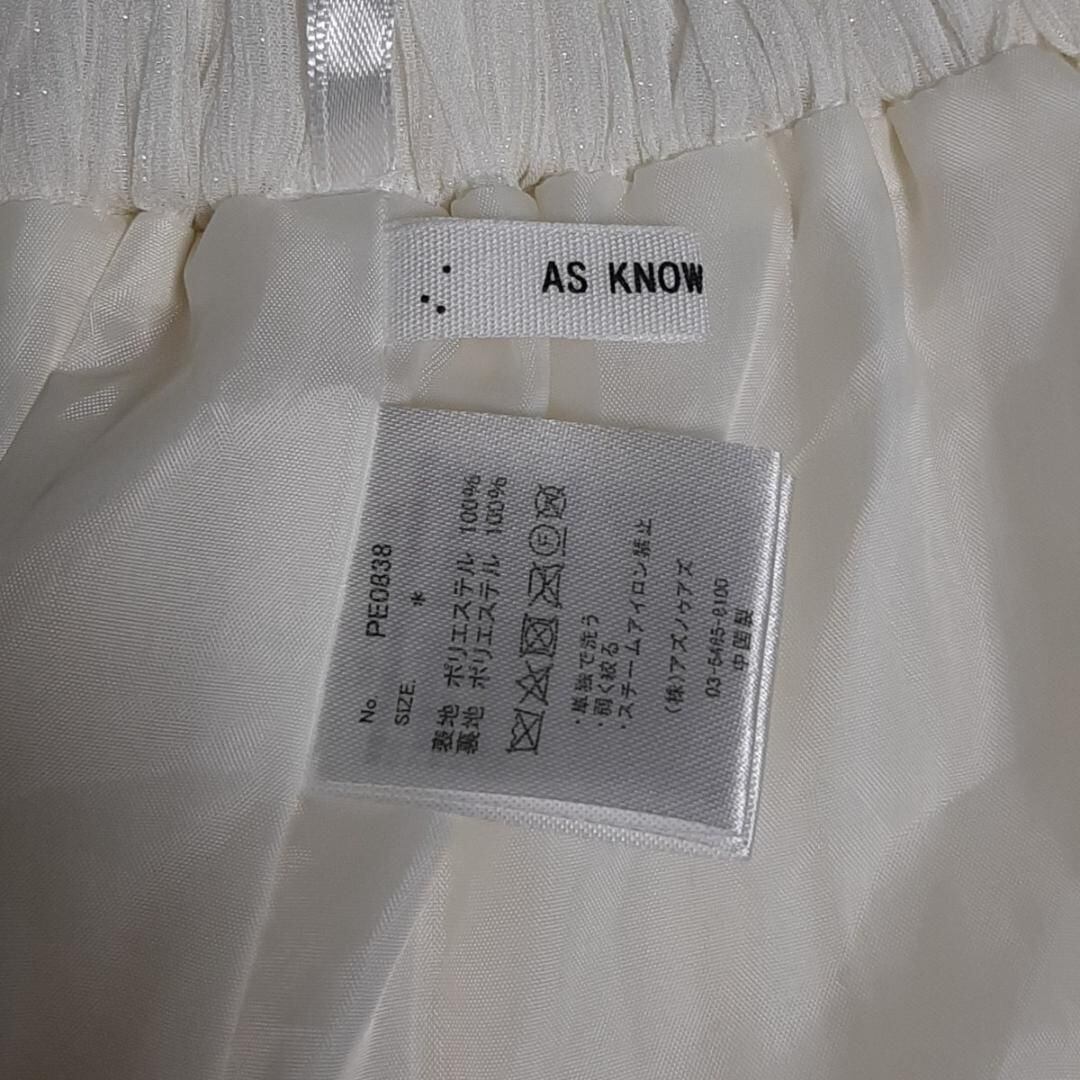 AS KNOW
No. PE0838
SIZE. *
表地 ポリエステル 100%
裏地 ポリエステル 100%
F
・単独で洗う
・弱く絞る
・スチームアイロン禁止
(株)アズノゥアズ
03-5465-8100
中国製